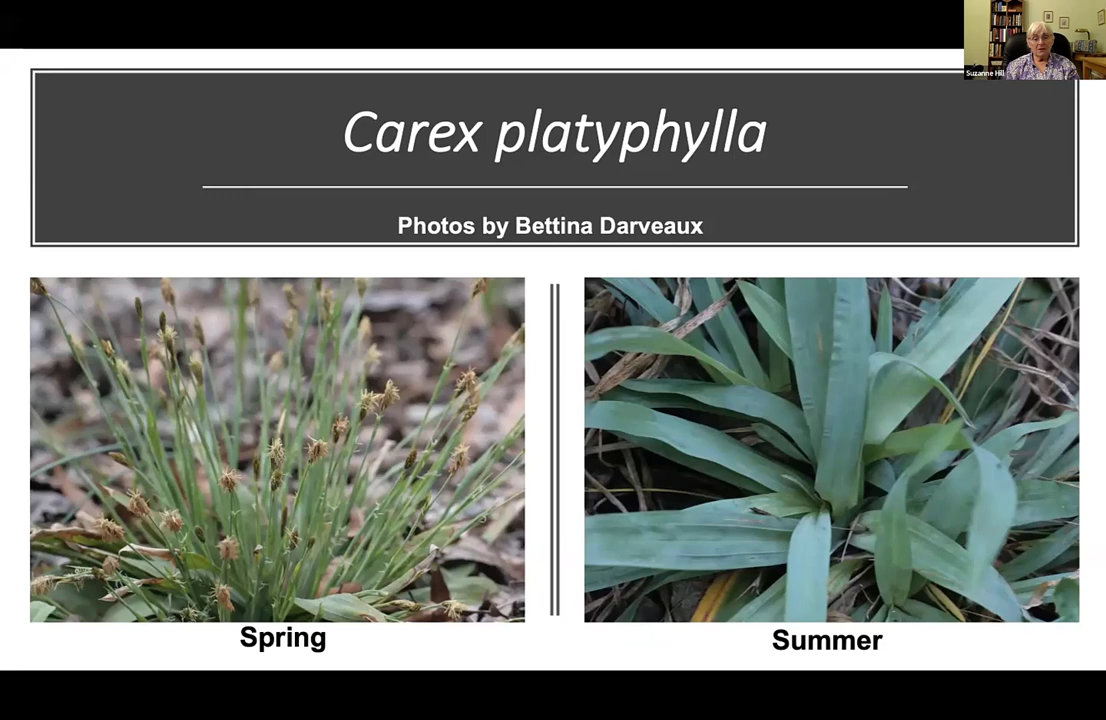 Suzanne Hill
Carex platyphylla
Photos by Bettina Darveaux
Spring
Summer